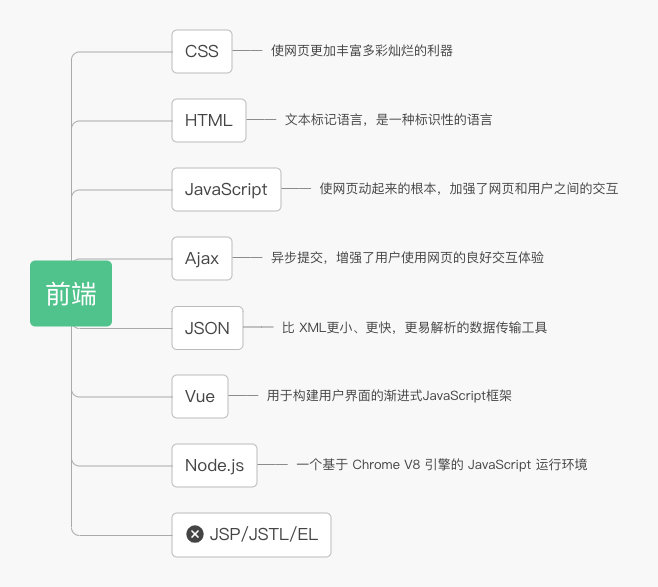 CSS
使网页更加丰富多彩灿烂的利器
HTML
文本标记语言，是一种标识性的语言
JavaScript
使网页动起来的根本，加强了网页和用户之间的交互
Ajax
异步提交，增强了用户使用网页的良好交互体验
前端
JSON
比 XML更小、更快，更易解析的数据传输工具
Vue
用于构建用户界面的渐进式JavaScript框架
Node.js
一个基于 Chrome V8 引擎的 JavaScript 运行环境
JSP/JSTL/EL